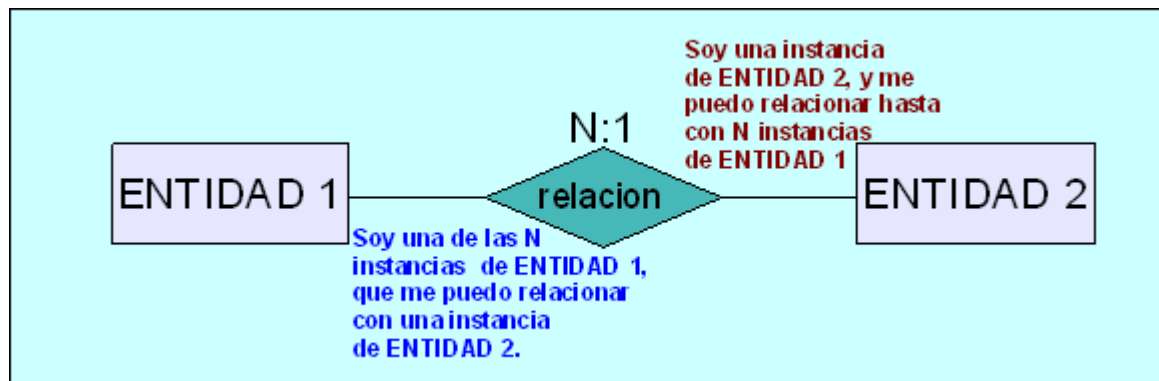 Soy una instancia
de ENTIDAD 2, y me
puedo relacionar hasta
con N instancias
de ENTIDAD 1
N:1
ENTIDAD 1
relacion
ENTIDAD 2
Soy una de las N
instancias de ENTIDAD 1,
que me puedo relacionar
con una instancia
de ENTIDAD 2.